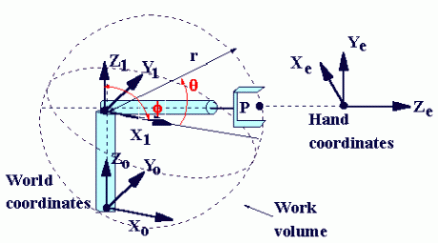 Z1
Y1
r
θ
Ye
Xe
P
Φ
Ze
X1
Hand
coordinates
Zo
Yo
World
coordinates
Xo
Work
volume